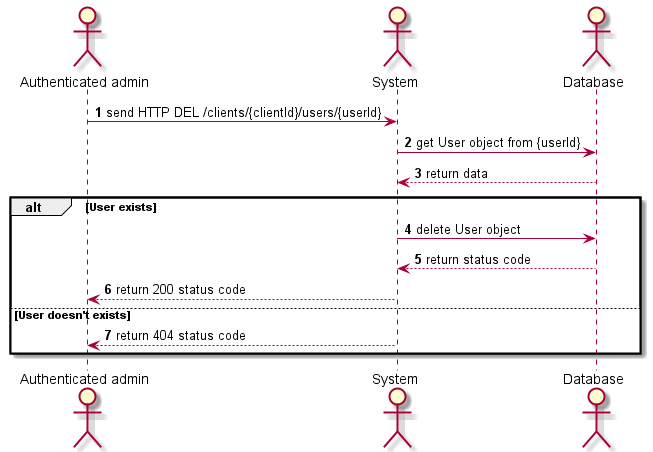 Authenticated admin System Database
1 send HTTP DEL /clients/{clientId}/users/{userId}
2 get User object from {userId}
3 return data
alt [User exists]
4 delete User object
5 return status code
6 return 200 status code
[User doesn't exists]
7 return 404 status code
Authenticated admin System Database